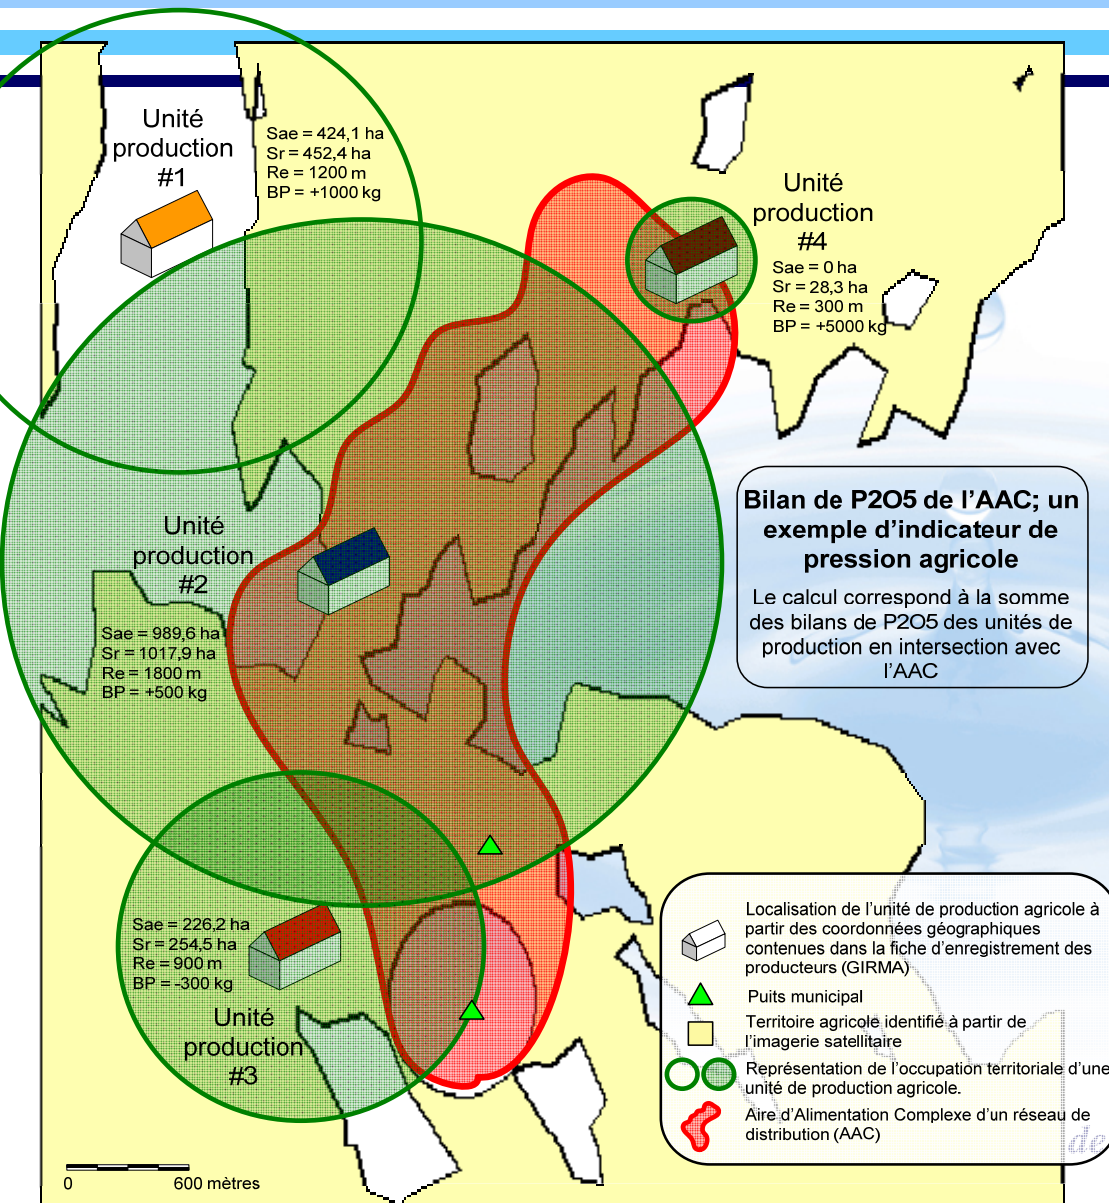 Unité
production
#1
Sae = 424,1 ha
Sr = 452,4 ha
Re = 1200 m
BP = +1000 kg
Unité
production
#4
Sae = 0 ha
Sr = 28,3 ha
Re = 300 m
BP = +5000 kg
Unité
production
#2
Sae = 989,6 ha
Sr = 1017,9 ha
Re = 1800 m
BP = +500 kg
Bilan de P2O5 de l'AAC; un
exemple d'indicateur de
pression agricole
Le calcul correspond à la somme
des bilans de P2O5 des unités de
production en intersection avec
l'AAC
Sae = 226,2 ha
Sr = 254,5 ha
Re = 900 m
BP = -300 kg
Unité
production
#3
Localisation de l'unité de production agricole à
partir des coordonnées géographiques
contenues dans la fiche d'enregistrement des
producteurs (GIRMA)
Puits municipal
Territoire agricole identifié à partir de
l'imagerie satellitaire
Représentation de l'occupation territoriale d'une
unité de production agricole.
Aire d'Alimentation Complexe d'un réseau de
distribution (AAC)
de
0 600 mètres